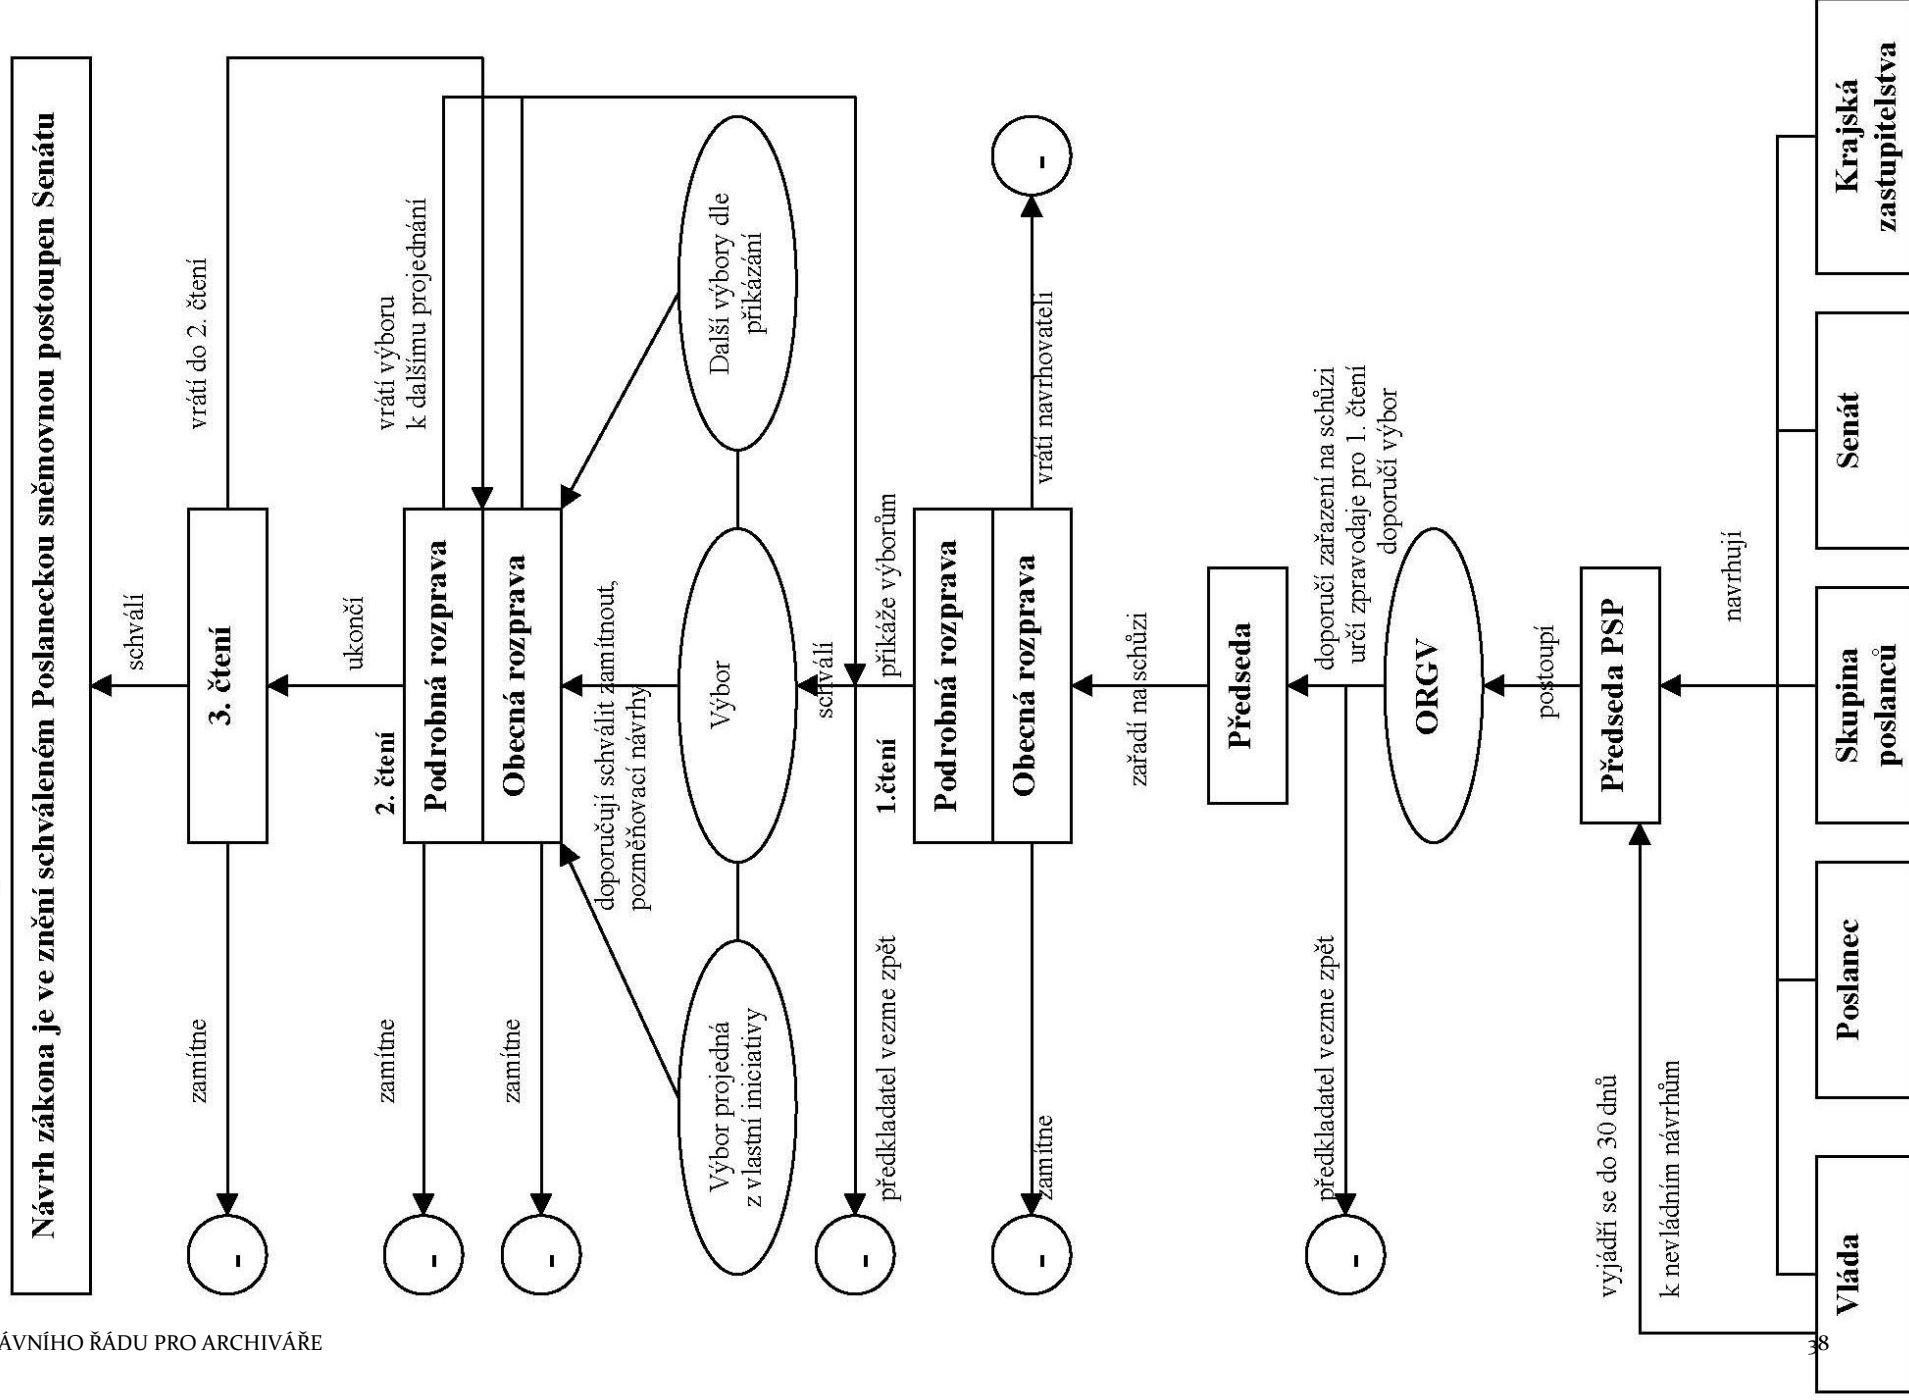 Návrh zákona je ve znění schváleném Poslaneckou sněmovnou postoupen Senátu
schválí
zamítne
3. čtení
vrátí do 2. čtení
ukončí
zamítne
2. čtení
Podrobná rozprava
vrátí výboru
k dalšímu projednání
zamítne
Obecná rozprava
doporučují schválit zamítnout,
pozměňovací návrhy
Výbor projedná
z vlastní iniciativy
Výbor
Další výbory dle
přikázání
schválí
předkladatel vezme zpět
1.čtení
přikáže výborům
Podrobná rozprava
Obecná rozprava
zamítne
vrátí navrhovateli
zařadí na schůzi
Předseda
předkladatel vezme zpět
doporučí zařazení na schůzi
určí zpravodaje pro 1. čtení
doporučí výbor
ORGV
postoupí
vyjádří se do 30 dnů
k nevládním návrhům
Předseda PSP
navrhují
Vláda
Poslanec
Skupina
poslanců
Senát
Krajská
zastupitelstva
ÁVNÍHO ŘÁDU PRO ARCHIVÁŘE
38